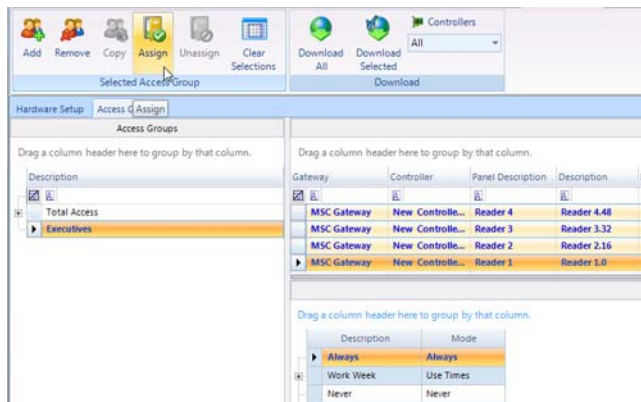 Add Remove Copy Assign Unassign Clear Selections
Selected Access Group
Download All Download Selected
Controllers
All
Download
Hardware Setup Access G Assign
Access Groups
Drag a column header here to group by that column.
Description
Total Access
Executives
Drag a column header here to group by that column.
Gateway Controller Panel Description Description
MSC Gateway New Controlle... Reader 4 Reader 4.48
MSC Gateway New Controlle... Reader 3 Reader 3.32
MSC Gateway New Controlle... Reader 2 Reader 2.16
MSC Gateway New Controlle... Reader 1 Reader 1.0
Drag a column header here to group by that column.
Description Mode
Always Always
Work Week Use Times
Never Never